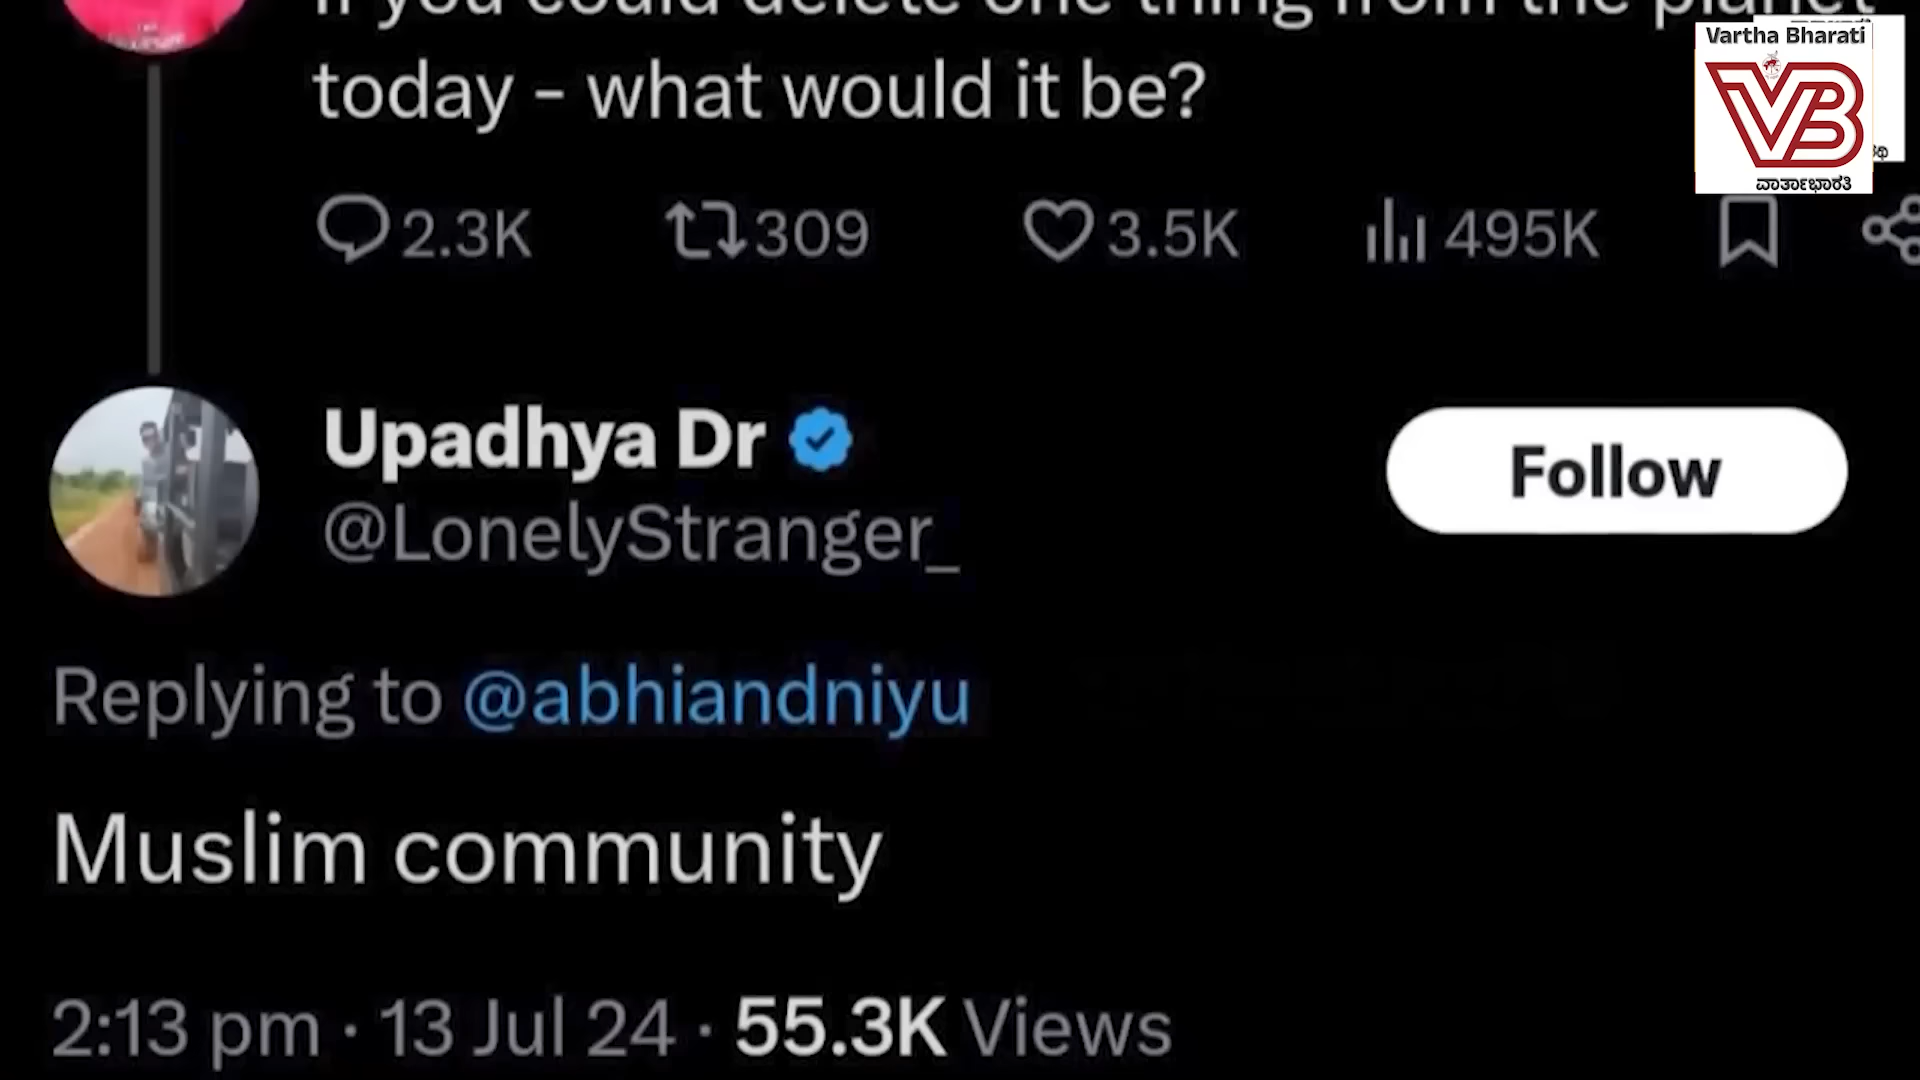 If you could delete one thing from the planet
today - what would it be?
Vartha Bharati
VB
ವಾರ್ತಾಭಾರತಿ
2.3K 309 3.5K 495K
Upadhya Dr
@LonelyStranger_
Follow
Replying to @abhiandniyu
Muslim community
2:13 pm · 13 Jul 24 · 55.3K Views